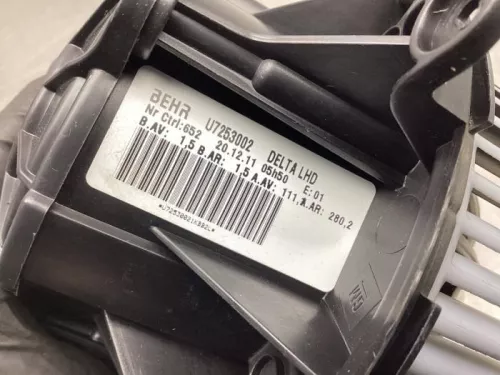 BEHR U7253002 DELTA LHD
Nr Ctrl:652 20.12.11 05h50 E:01
B.AV: 1,5 B.AR: 1,5 A.AV: 111, A.AR: 280,2